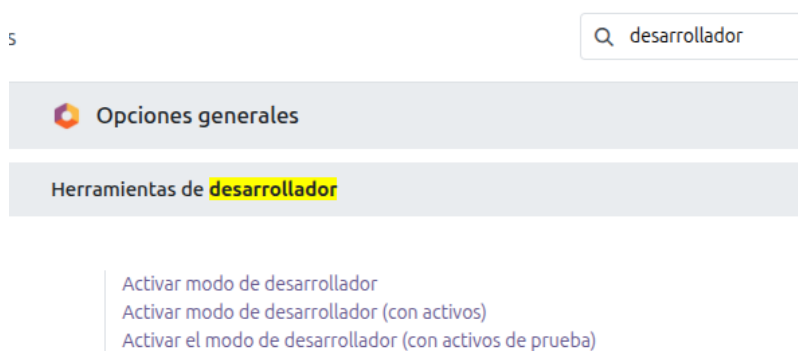 s
desarrollador
Opciones generales
Herramientas de desarrollador
Activar modo de desarrollador
Activar modo de desarrollador (con activos)
Activar el modo de desarrollador (con activos de prueba)